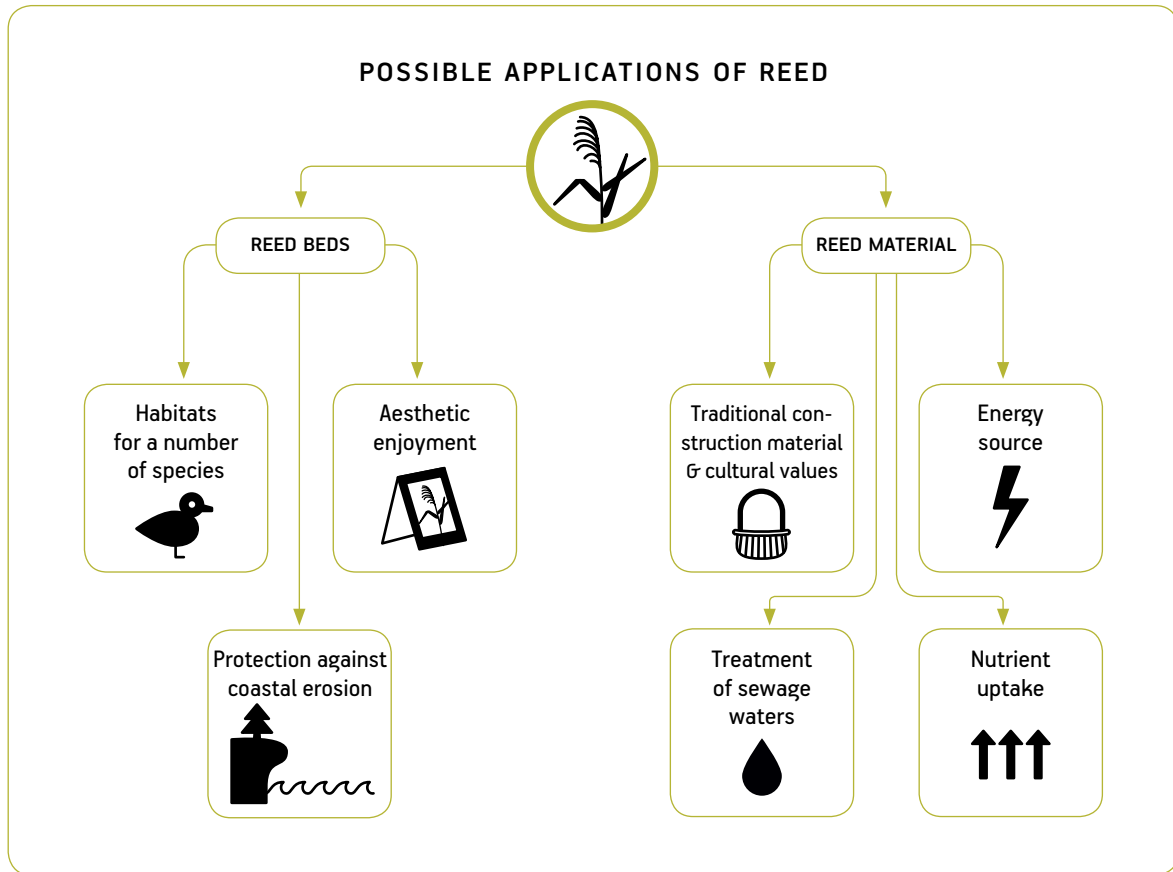 POSSIBLE APPLICATIONS OF REED
REED BEDS
REED MATERIAL
Habitats
for a number
of species
Aesthetic
enjoyment
Protection against
coastal erosion
Traditional con-
struction material
& cultural values
Energy
source
Treatment
of sewage
waters
Nutrient
uptake